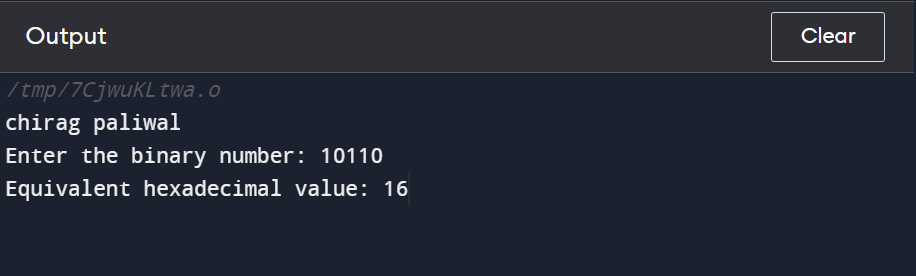 Output
Clear
/tmp/7CjwuKLtwa.o
chirag paliwal
Enter the binary number: 10110
Equivalent hexadecimal value: 16